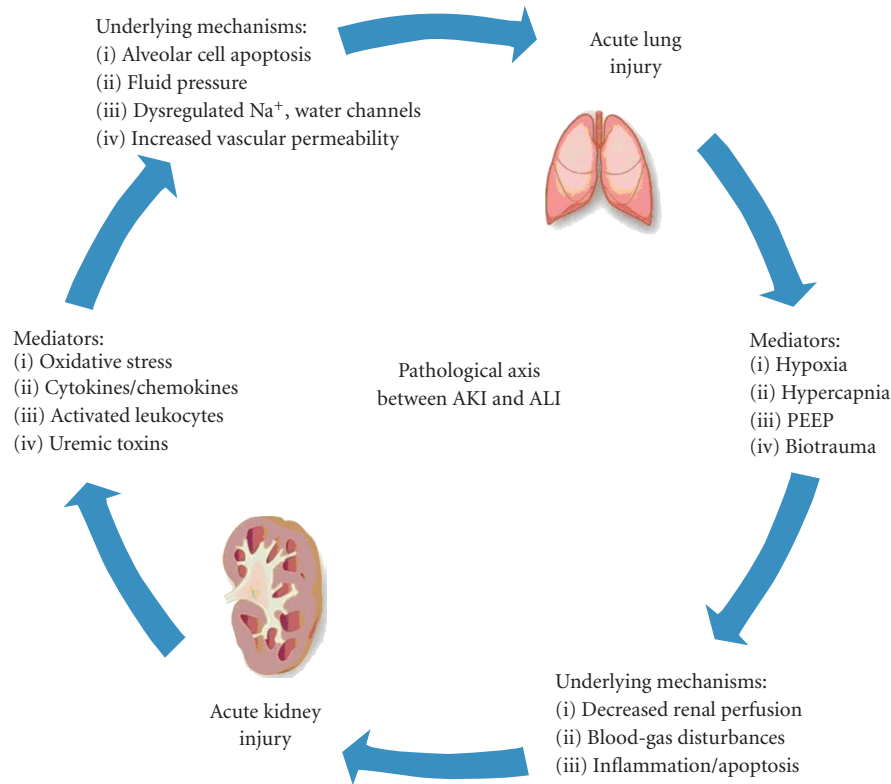 Underlying mechanisms:
(i) Alveolar cell apoptosis
(ii) Fluid pressure
(iii) Dysregulated Na⁺, water channels
(iv) Increased vascular permeability
Acute lung
injury
Mediators:
(i) Hypoxia
(ii) Hypercapnia
(iii) PEEP
(iv) Biotrauma
Underlying mechanisms:
(i) Decreased renal perfusion
(ii) Blood-gas disturbances
(iii) Inflammation/apoptosis
Acute kidney
injury
Mediators:
(i) Oxidative stress
(ii) Cytokines/chemokines
(iii) Activated leukocytes
(iv) Uremic toxins
Pathological axis
between AKI and ALI